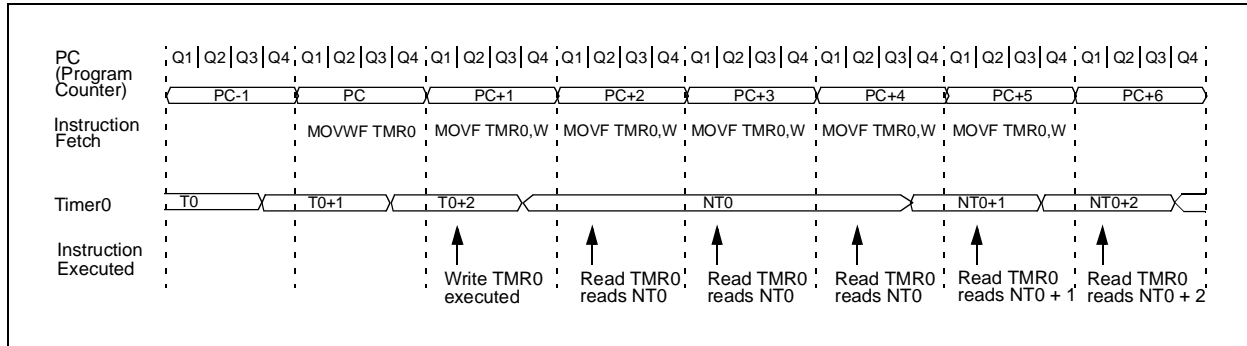 PC (Program Counter)
Q1 Q2 Q3 Q4 Q1 Q2 Q3 Q4 Q1 Q2 Q3 Q4 Q1 Q2 Q3 Q4 Q1 Q2 Q3 Q4 Q1 Q2 Q3 Q4 Q1 Q2 Q3 Q4 Q1 Q2 Q3 Q4
PC-1 PC PC+1 PC+2 PC+3 PC+4 PC+5 PC+6
Instruction Fetch
MOVWF TMR0 MOVF TMR0,W MOVF TMR0,W MOVF TMR0,W MOVF TMR0,W MOVF TMR0,W
Timer0
T0 T0+1 T0+2 NT0 NT0+1 NT0+2
Instruction Executed
Write TMR0 executed
Read TMR0 reads NT0
Read TMR0 reads NT0
Read TMR0 reads NT0
Read TMR0 reads NT0 + 1
Read TMR0 reads NT0 + 2